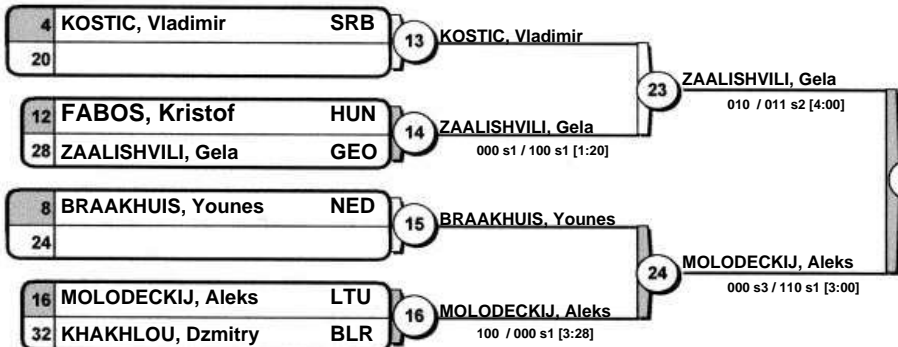 4 KOSTIC, Vladimir SRB
20
13
KOSTIC, Vladimir
12 FABOS, Kristof HUN
28 ZAALISHVILI, Gela GEO
14
ZAALISHVILI, Gela
000 s1 / 100 s1 [1:20]
23
ZAALISHVILI, Gela
010 / 011 s2 [4:00]
8 BRAAKHUIS, Younes NED
24
15
BRAAKHUIS, Younes
16 MOLODECKIJ, Aleks LTU
32 KHAKHLOU, Dzmitry BLR
16
MOLODECKIJ, Aleks
100 / 000 s1 [3:28]
24
MOLODECKIJ, Aleks
000 s3 / 110 s1 [3:00]